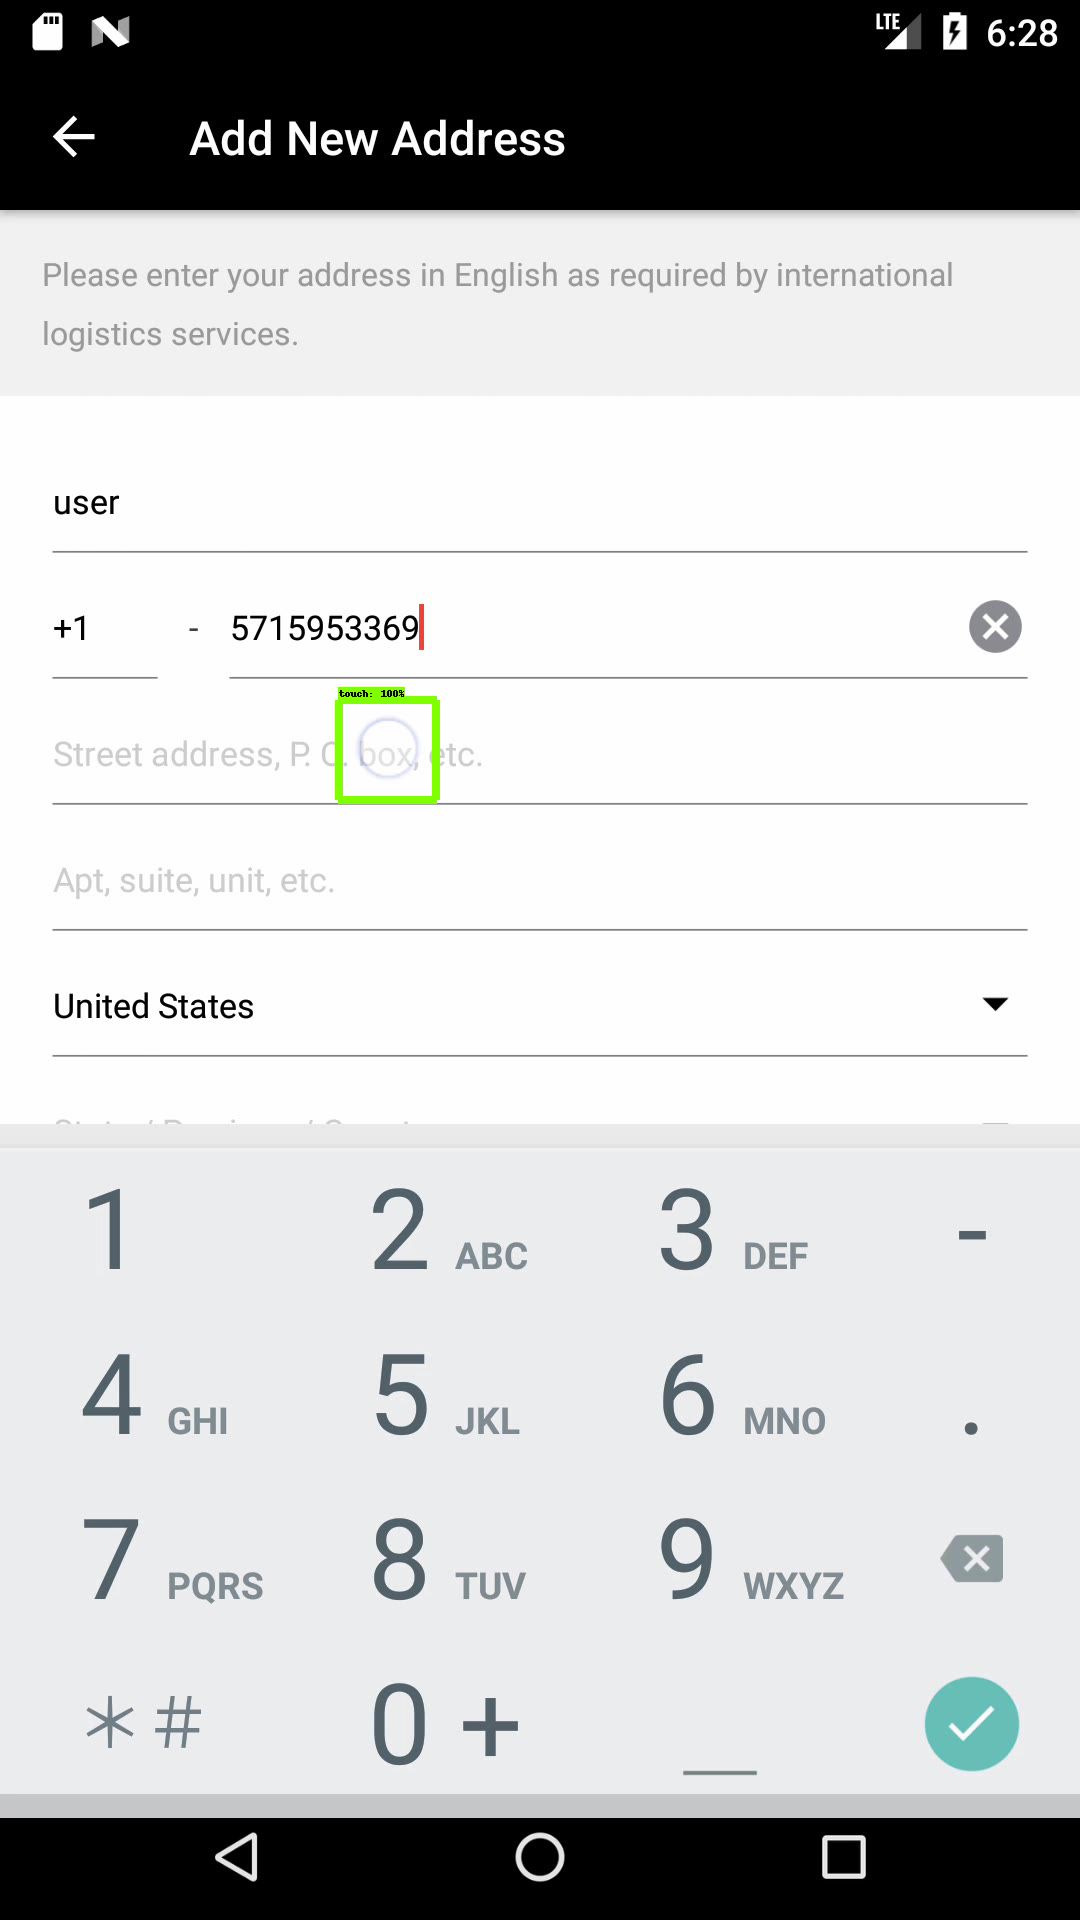 LTE 6:28
Add New Address
Please enter your address in English as required by international
logistics services.
user
+1 - 5715953369
touch: 100%
Street address, P. O. box, etc.
Apt, suite, unit, etc.
United States
1 2 ABC 3 DEF -
4 GHI 5 JKL 6 MNO .
7 PQRS 8 TUV 9 WXYZ
* # 0 + _